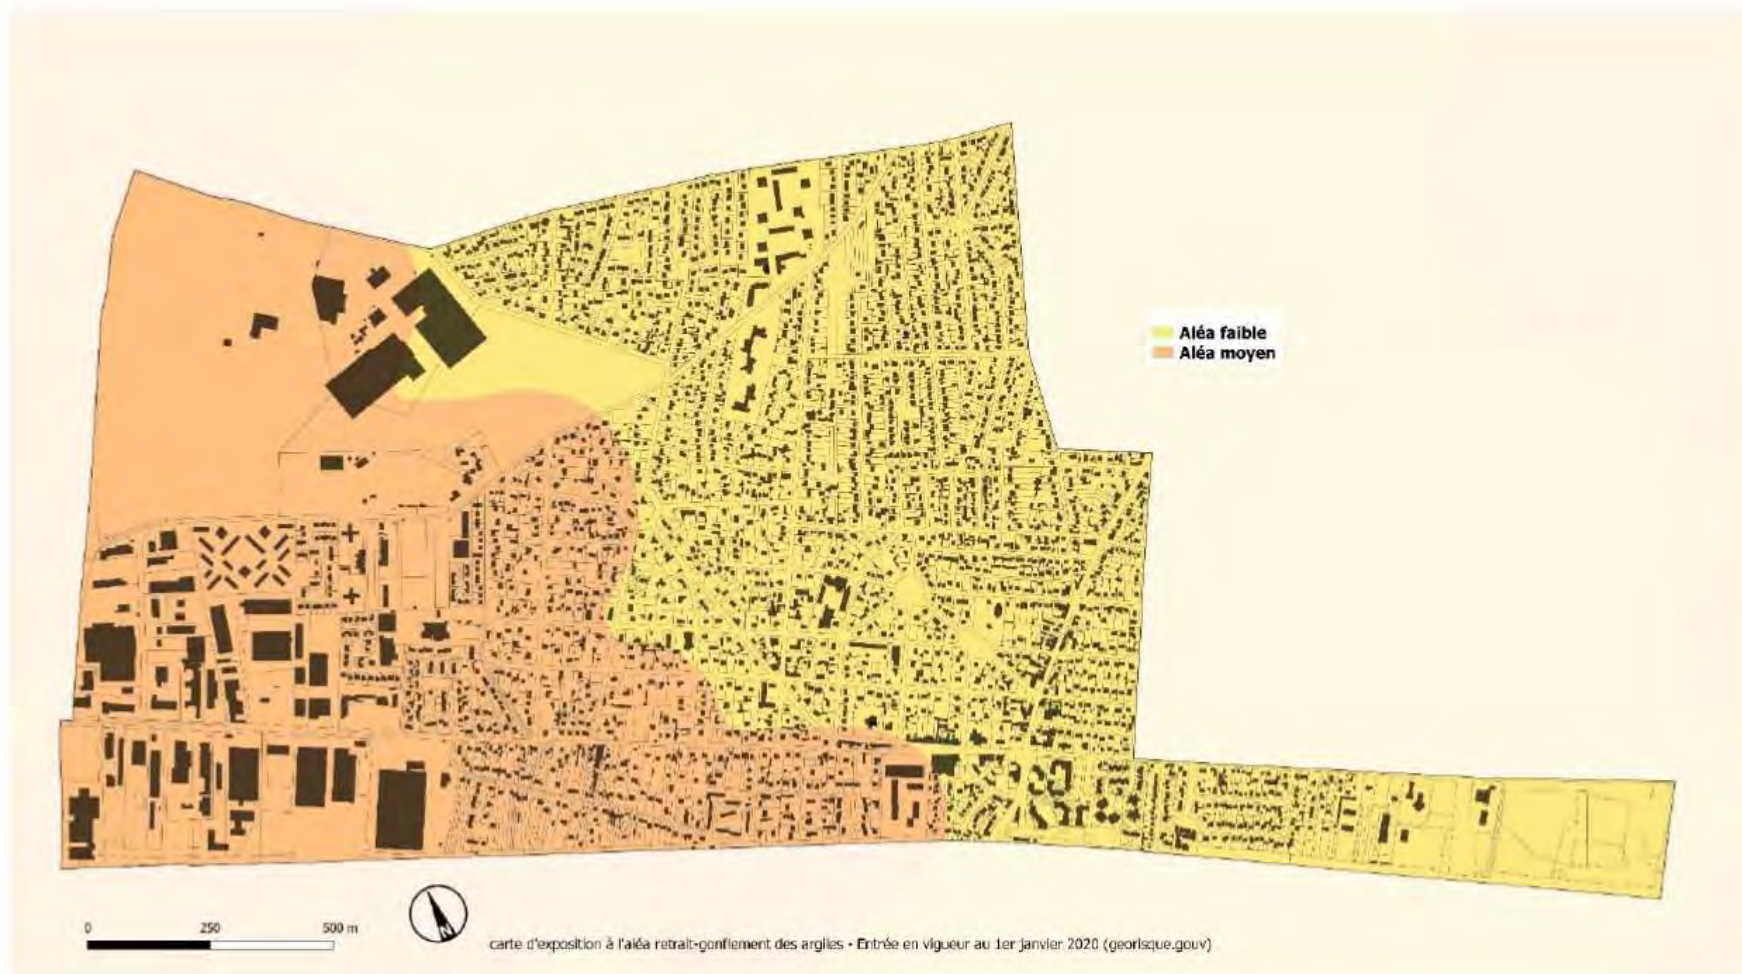 Aléa faible
Aléa moyen
0 250 500 m
N
carte d'exposition à l'aléa retrait-gonflement des argiles - Entrée en vigueur au 1er janvier 2020 (georisque.gouv)